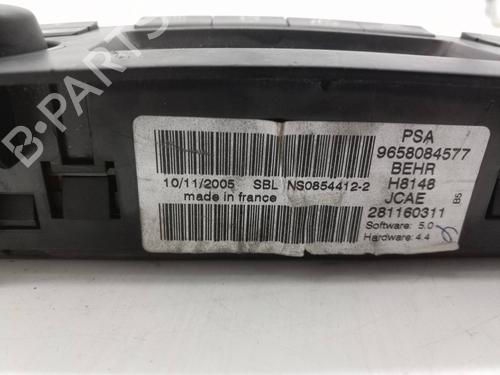 B-Parts
10/11/2005 SBL NS0854412-2
made in france
PSA
9658084577
BEHR
H8148
JCAE
281160311
Software: 5.0
Hardware: 4.4
B5